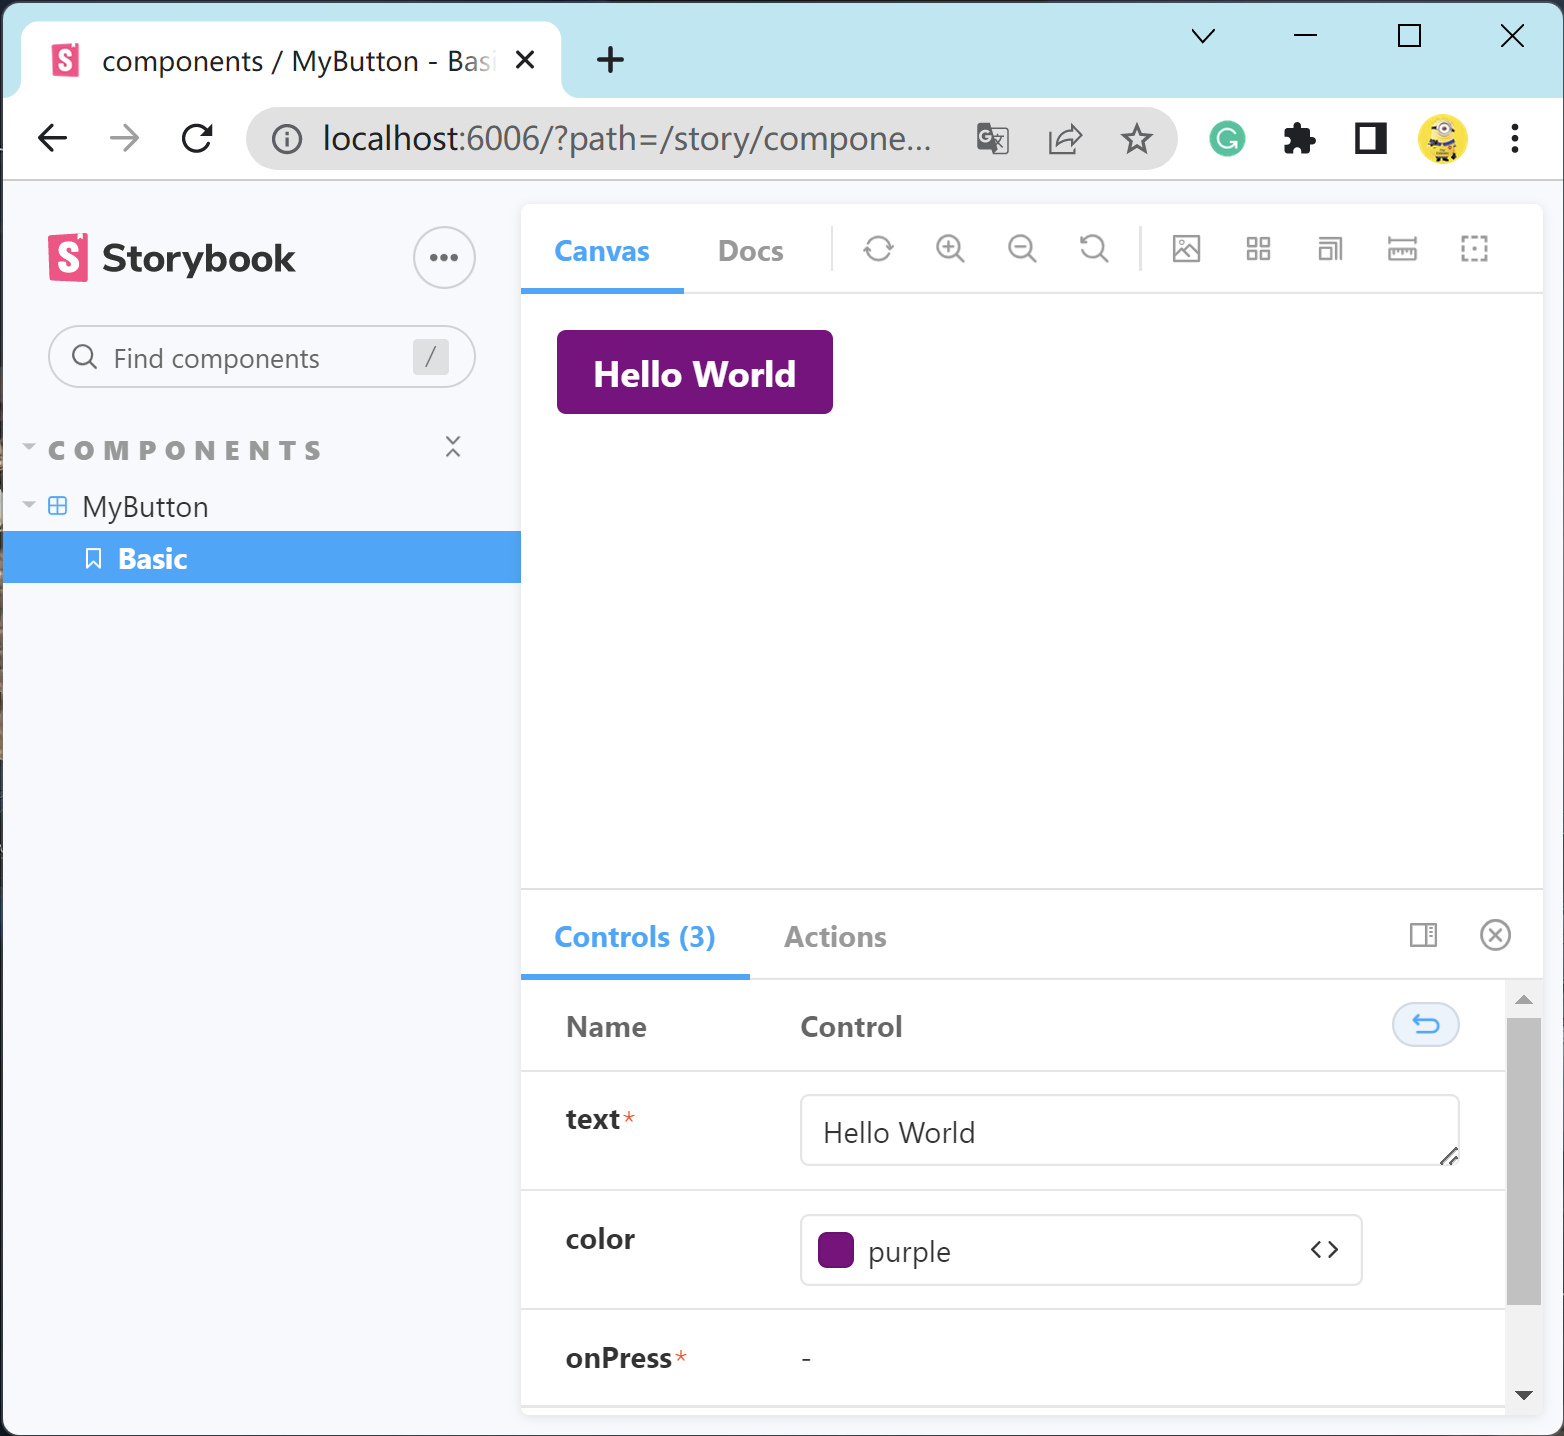 components / MyButton - Basi
localhost:6006/?path=/story/compone...
Storybook
Find components
/
COMPONENTS
MyButton
Basic
Canvas
Docs
Hello World
Controls (3)
Actions
Name
Control
text*
Hello World
color
purple
onPress*
-